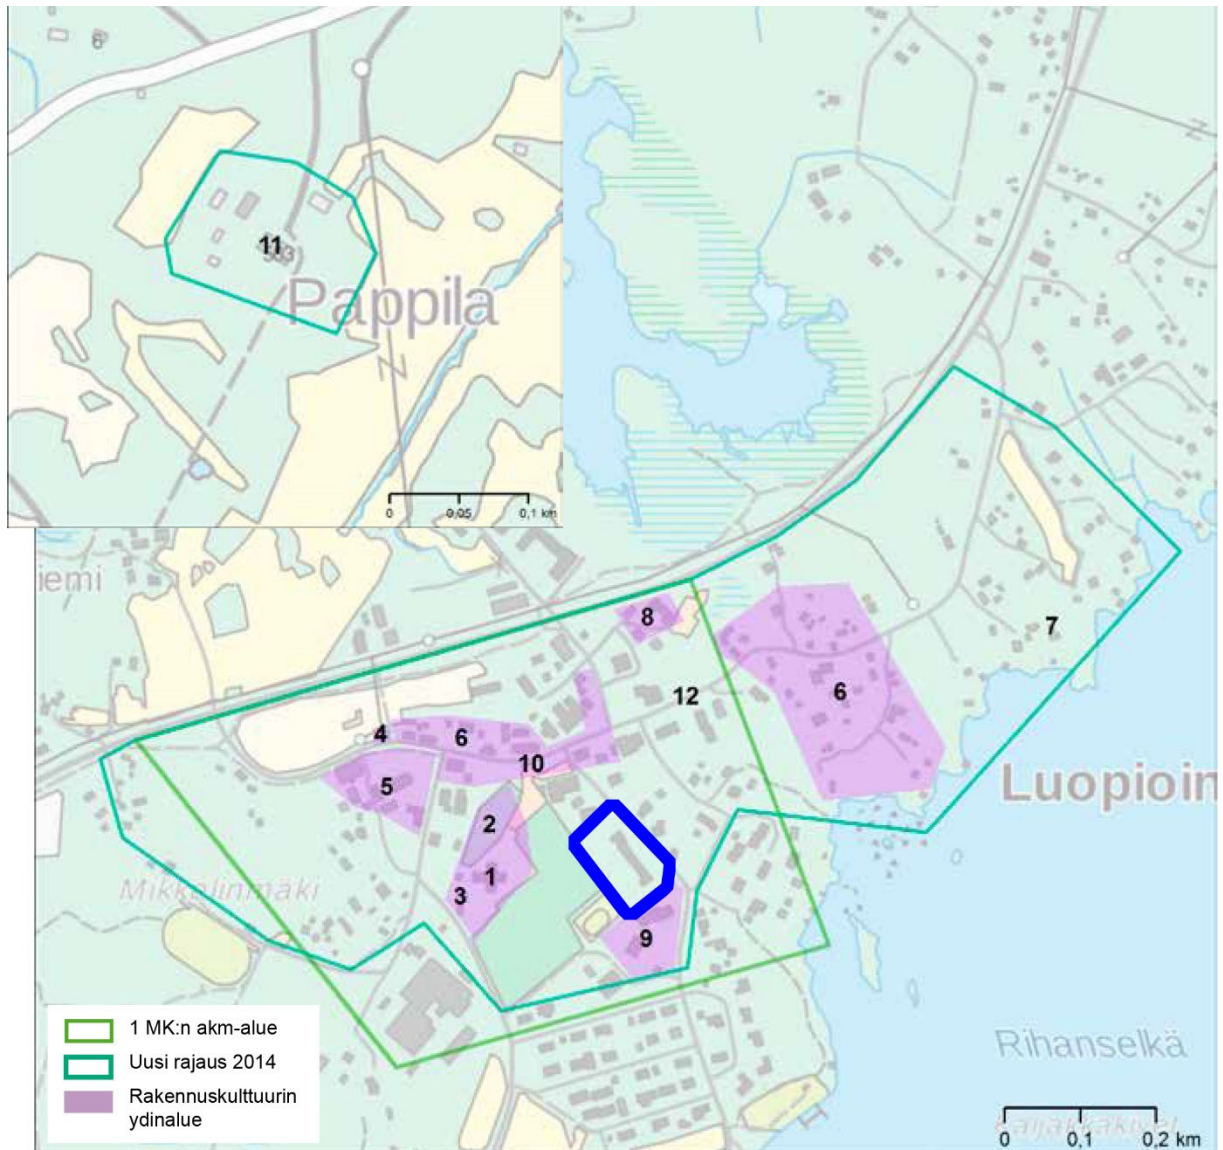 6
11
Pappila
0 0,05 0,1 km
iemi
8
7
12
6
4
6
10
5
Luopioin
2
Mikkolinmäki
1
3
9
1 MK:n akm-alue
Uusi rajaus 2014
Rakennuskulttuurin
ydinalue
Rihanselkä
0 0,1 0,2 km